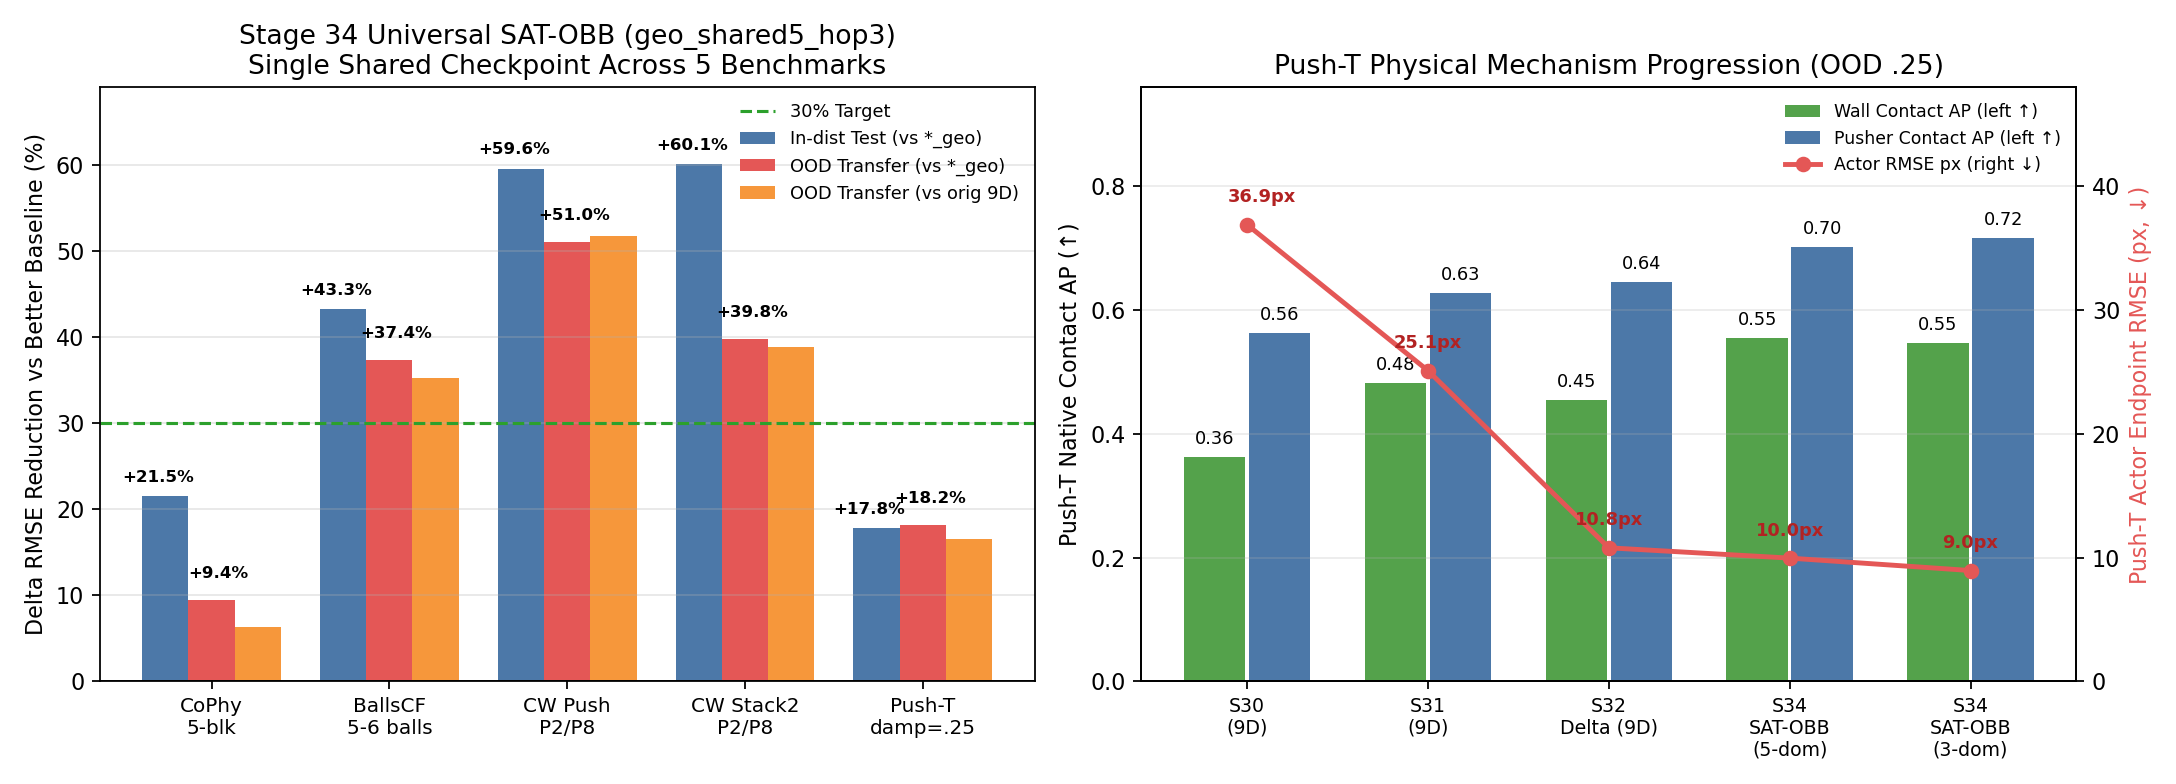 Stage 34 Universal SAT-OBB (geo_shared5_hop3)
Single Shared Checkpoint Across 5 Benchmarks
Delta RMSE Reduction vs Better Baseline (%)
60
50
40
30
20
10
0
30% Target
In-dist Test (vs *_geo)
OOD Transfer (vs *_geo)
OOD Transfer (vs orig 9D)
+21.5%
+9.4%
+43.3%
+37.4%
+59.6%
+51.0%
+60.1%
+39.8%
+17.8%
+18.2%
CoPhy
5-blk
BallsCF
5-6 balls
CW Push
P2/P8
CW Stack2
P2/P8
Push-T
damp=.25
Push-T Physical Mechanism Progression (OOD .25)
Push-T Native Contact AP (↑)
0.8
0.6
0.4
0.2
0.0
Wall Contact AP (left ↑)
Pusher Contact AP (left ↑)
Actor RMSE px (right ↓)
36.9px
25.1px
10.8px
10.0px
9.0px
0.36
0.56
0.48
0.63
0.45
0.64
0.55
0.70
0.55
0.72
S30
(9D)
S31
(9D)
S32
Delta (9D)
S34
SAT-OBB
(5-dom)
S34
SAT-OBB
(3-dom)
40
30
20
10
0
Push-T Actor Endpoint RMSE (px, ↓)